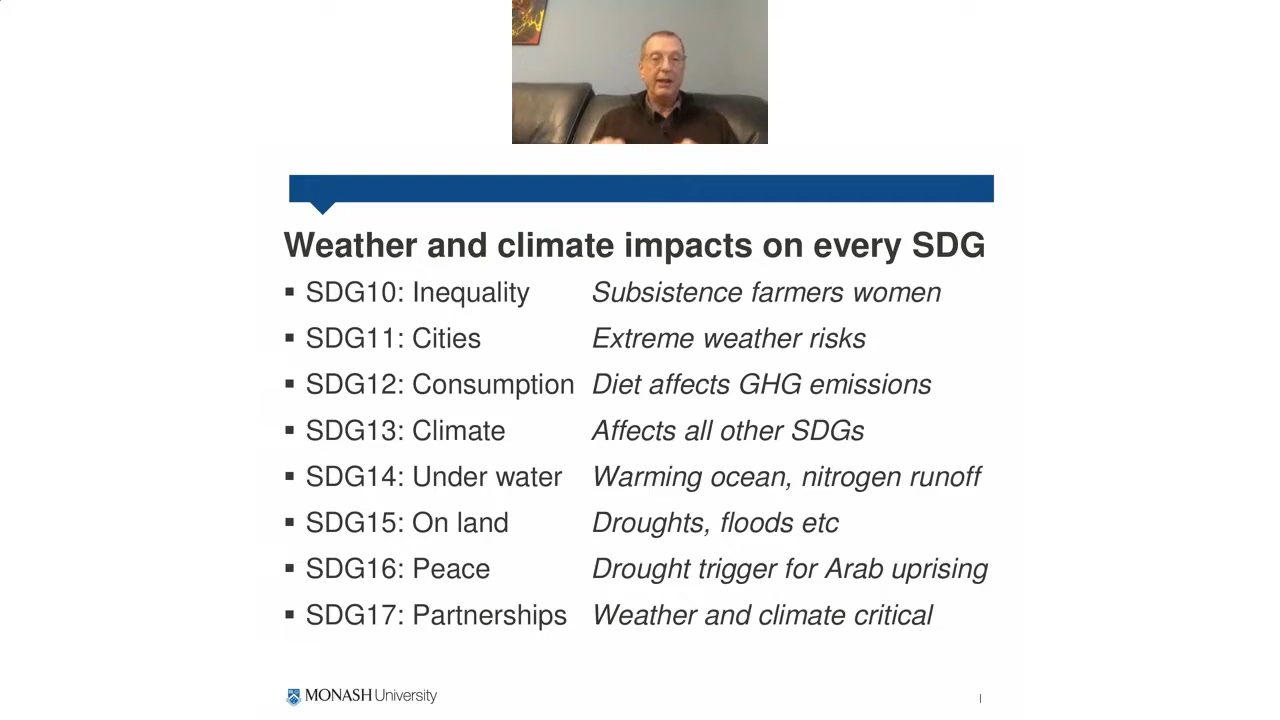 Weather and climate impacts on every SDG
▪ SDG10: Inequality Subsistence farmers women
▪ SDG11: Cities Extreme weather risks
▪ SDG12: Consumption Diet affects GHG emissions
▪ SDG13: Climate Affects all other SDGs
▪ SDG14: Under water Warming ocean, nitrogen runoff
▪ SDG15: On land Droughts, floods etc
▪ SDG16: Peace Drought trigger for Arab uprising
▪ SDG17: Partnerships Weather and climate critical
MONASH University